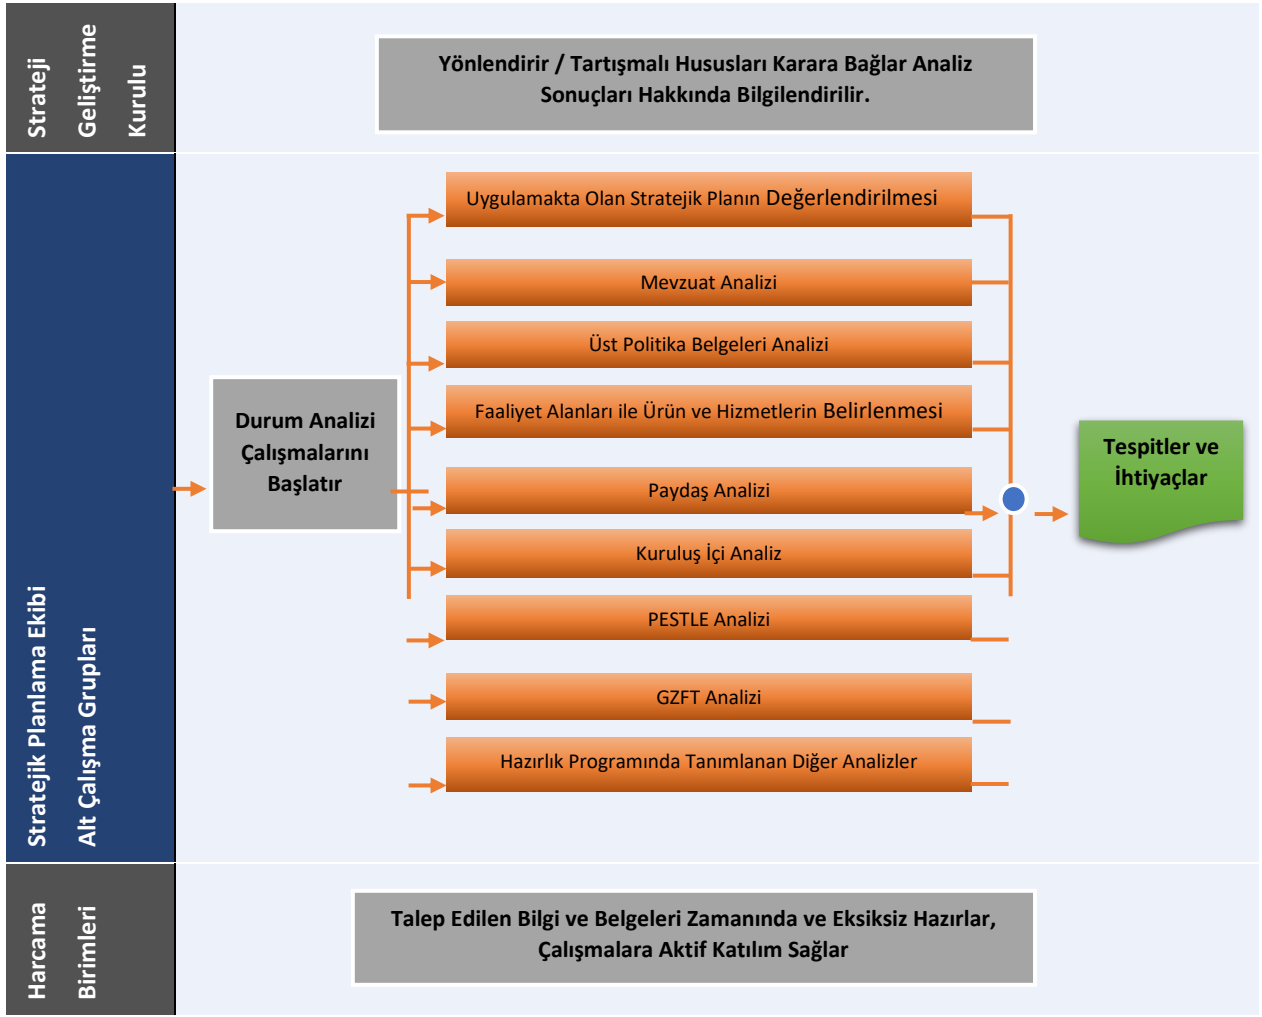 Strateji
Geliştirme
Kurulu
Yönlendirir / Tartışmalı Hususları Karara Bağlar Analiz
Sonuçları Hakkında Bilgilendirilir.
Stratejik Planlama Ekibi
Alt Çalışma Grupları
Durum Analizi
Çalışmalarını
Başlatır
Uygulamakta Olan Stratejik Planın Değerlendirilmesi
Mevzuat Analizi
Üst Politika Belgeleri Analizi
Faaliyet Alanları ile Ürün ve Hizmetlerin Belirlenmesi
Paydaş Analizi
Kuruluş İçi Analiz
PESTLE Analizi
GZFT Analizi
Hazırlık Programında Tanımlanan Diğer Analizler
Tespitler ve
İhtiyaçlar
Harcama
Birimleri
Talep Edilen Bilgi ve Belgeleri Zamanında ve Eksiksiz Hazırlar,
Çalışmalara Aktif Katılım Sağlar